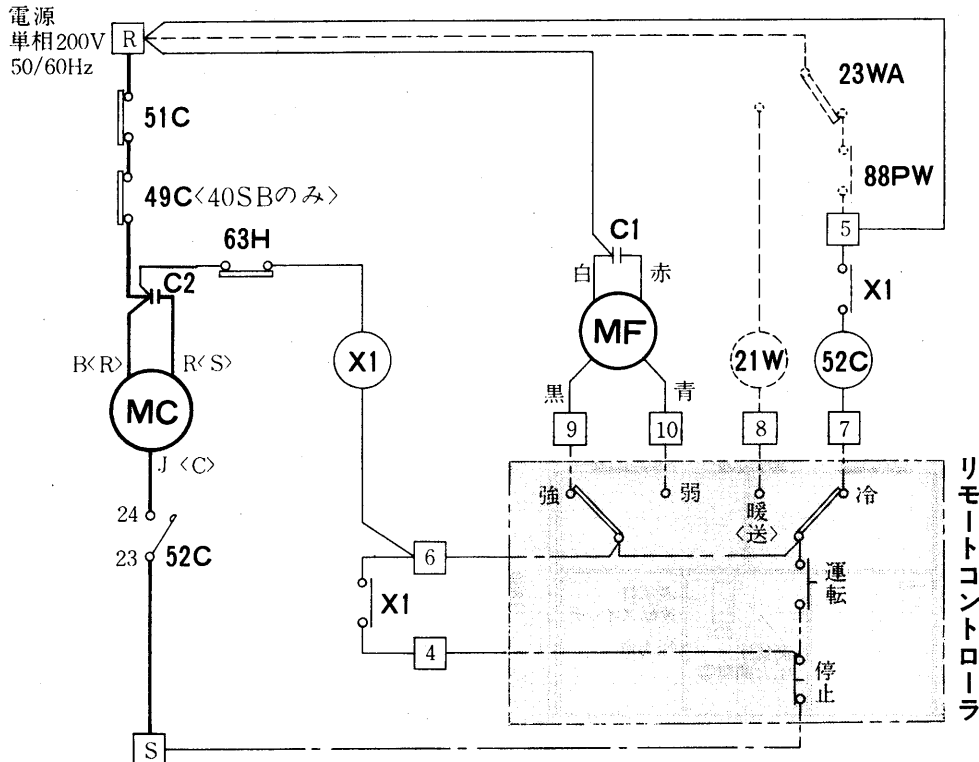 電源
単相200V
50/60Hz
R
51C
49C<40SBのみ>
63H
C2
B<R>
R<S>
MC
J <C>
24
23
52C
S
X1
6
X1
4
C1
白
赤
MF
黒
青
9
10
23WA
88PW
5
X1
21W
52C
8
7
強
弱
暖
<送>
冷
運転
停止
リモートコントローラ